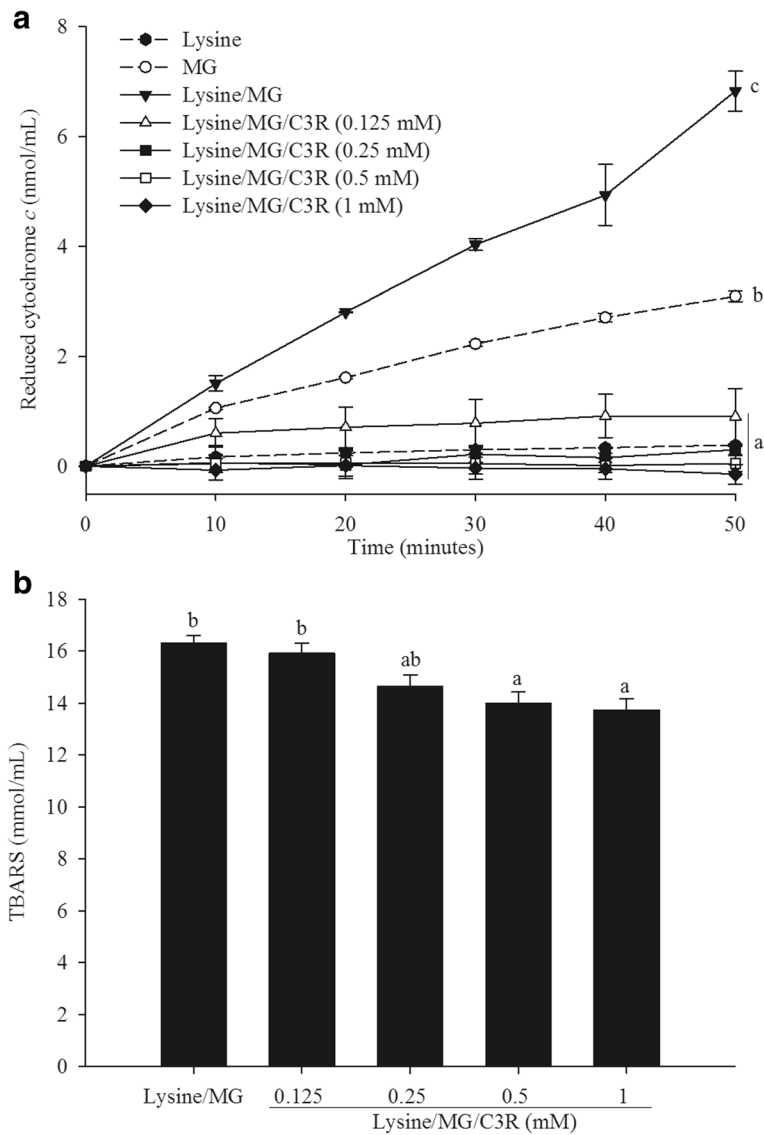 a
8
6
4
2
0
Reduced cytochrome c (nmol/mL)
Lysine
MG
Lysine/MG
Lysine/MG/C3R (0.125 mM)
Lysine/MG/C3R (0.25 mM)
Lysine/MG/C3R (0.5 mM)
Lysine/MG/C3R (1 mM)
c
b
a
0 10 20 30 40 50
Time (minutes)
b
18
16
14
12
10
8
6
4
2
0
TBARS (mmol/mL)
b b ab a a
Lysine/MG 0.125 0.25 0.5 1
Lysine/MG/C3R (mM)